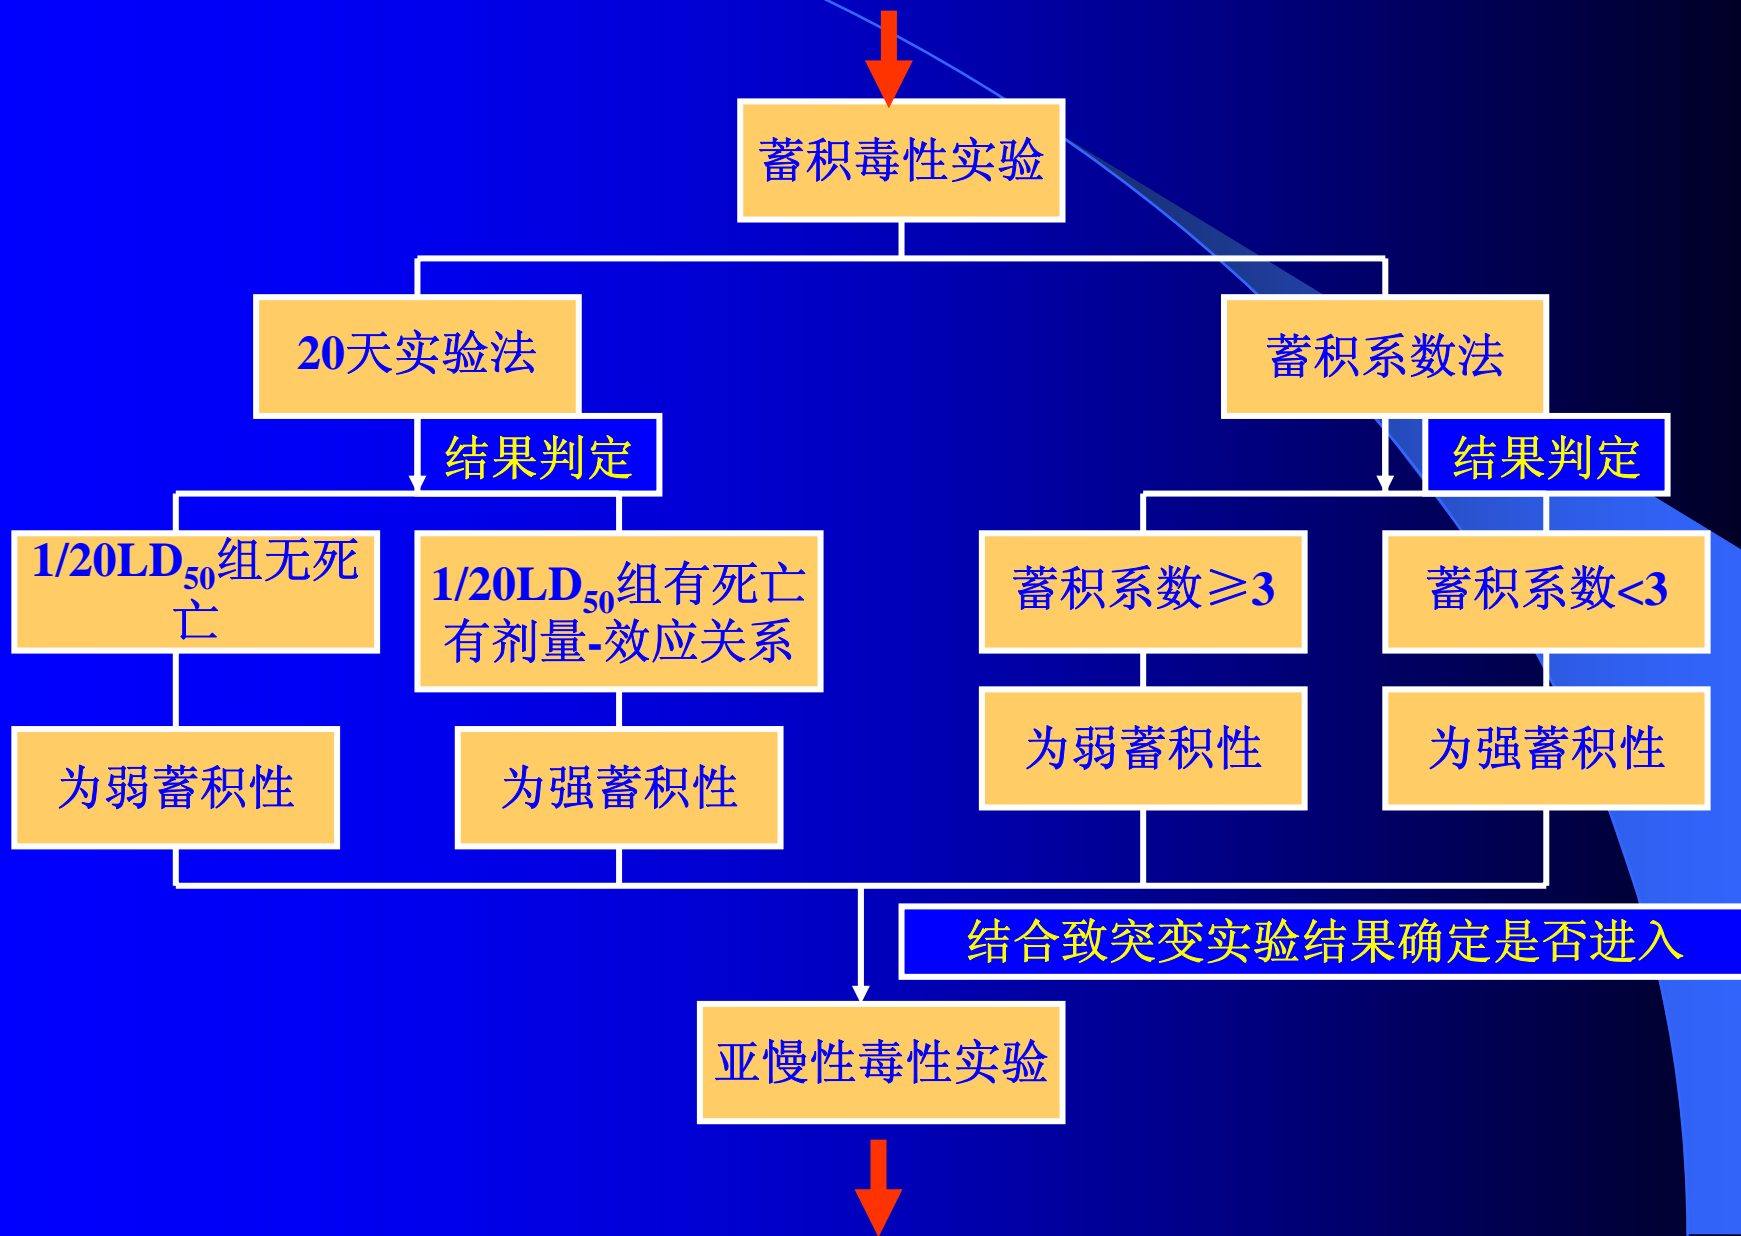 蓄积毒性实验
20天实验法
蓄积系数法
结果判定
结果判定
1/20LD50组无死
亡
1/20LD50组有死亡
有剂量-效应关系
蓄积系数≥3
蓄积系数<3
为弱蓄积性
为强蓄积性
为弱蓄积性
为强蓄积性
结合致突变实验结果确定是否进入
亚慢性毒性实验